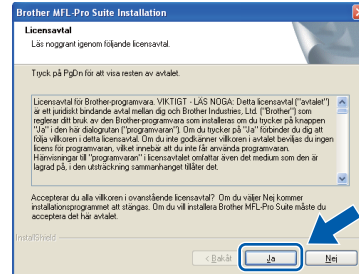 Brother MFL-Pro Suite Installation
Licensavtal
Läs noggrant igenom följande licensavtal.
Tryck på PgDn för att visa resten av avtalet.
Licensavtal för Brother-programvara. VIKTIGT - LÄS NOGA: Detta licensavtal ("avtalet")
är ett juridiskt bindande avtal mellan dig och Brother Industries, Ltd. ("Brother") som
reglerar ditt bruk av den Brother-programvara som installeras om du trycker på knappen
"Ja" i den här dialogrutan ("programvaran"). Om du trycker på "Ja" förbinder du dig att
följa villkoren i detta licensavtal. Om du inte godkänner villkoren i avtalet beviljas du ingen
licens för programvaran, vilket innebär att du inte får använda programvaran.
Hänvisningar till "programvaran" i licensavtalet omfattar även det medium som den är
lagrad på, i den utsträckning sammanhanget tillåter det.
Accepterar du alla villkoren i ovanstående licensavtal? Om du väljer Nej kommer
installationsprogrammet att stängas. Om du vill installera Brother MFL-Pro Suite måste du
acceptera det här avtalet.
InstallShield
< Bakåt
Ja
Nej